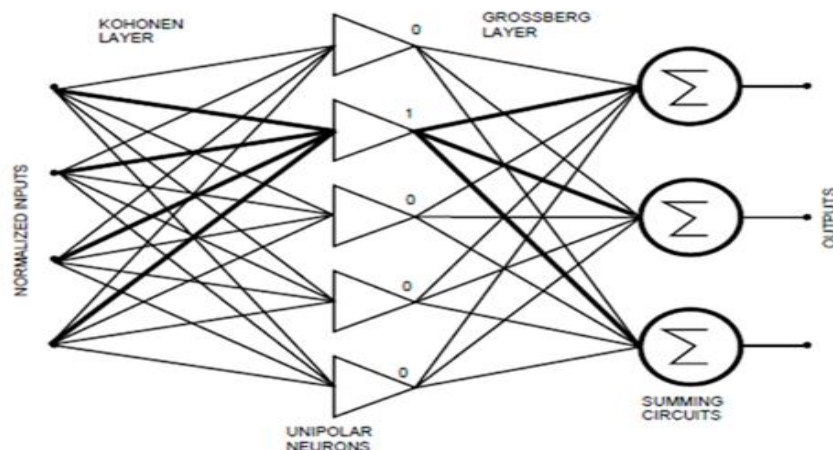 KOHONEN
LAYER
0
GROSSBERG
LAYER
1
0
0
0
NORMALIZED INPUTS
UNIPOLAR
NEURONS
Σ
Σ
Σ
SUMMING
CIRCUITS
OUTPUTS